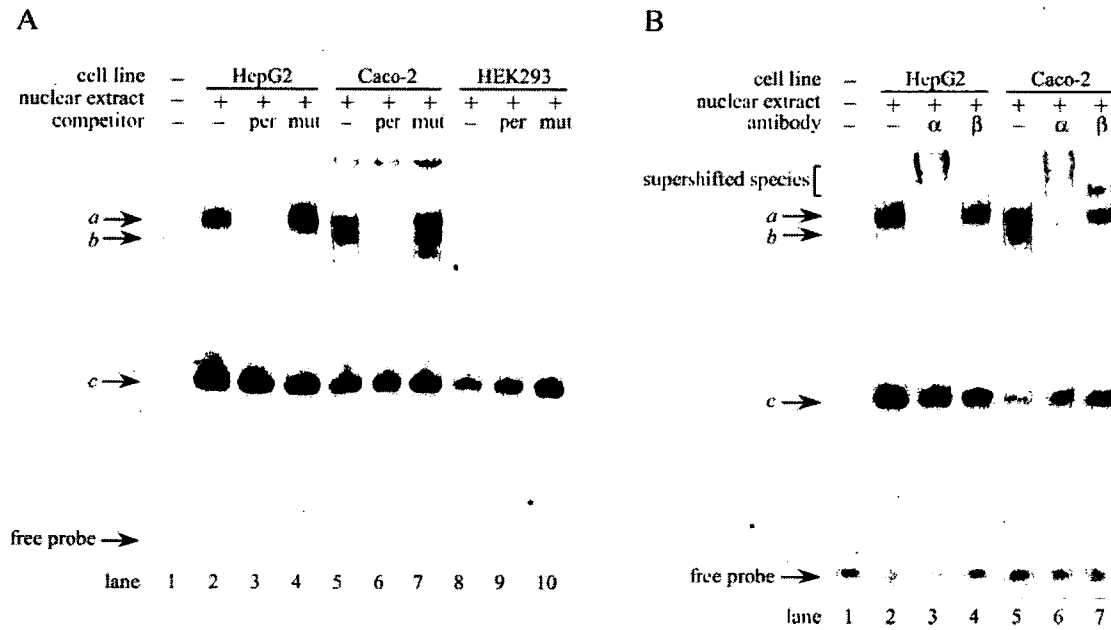 A
cell line – HepG2 Caco-2 HEK293
nuclear extract – + + + + + + + + +
competitor – – per mut – per mut – per mut
a
b
c
free probe
lane 1 2 3 4 5 6 7 8 9 10
B
cell line – HepG2 Caco-2
nuclear extract – + + + + + +
antibody – – α β – α β
supershifted species
a
b
c
free probe
lane 1 2 3 4 5 6 7